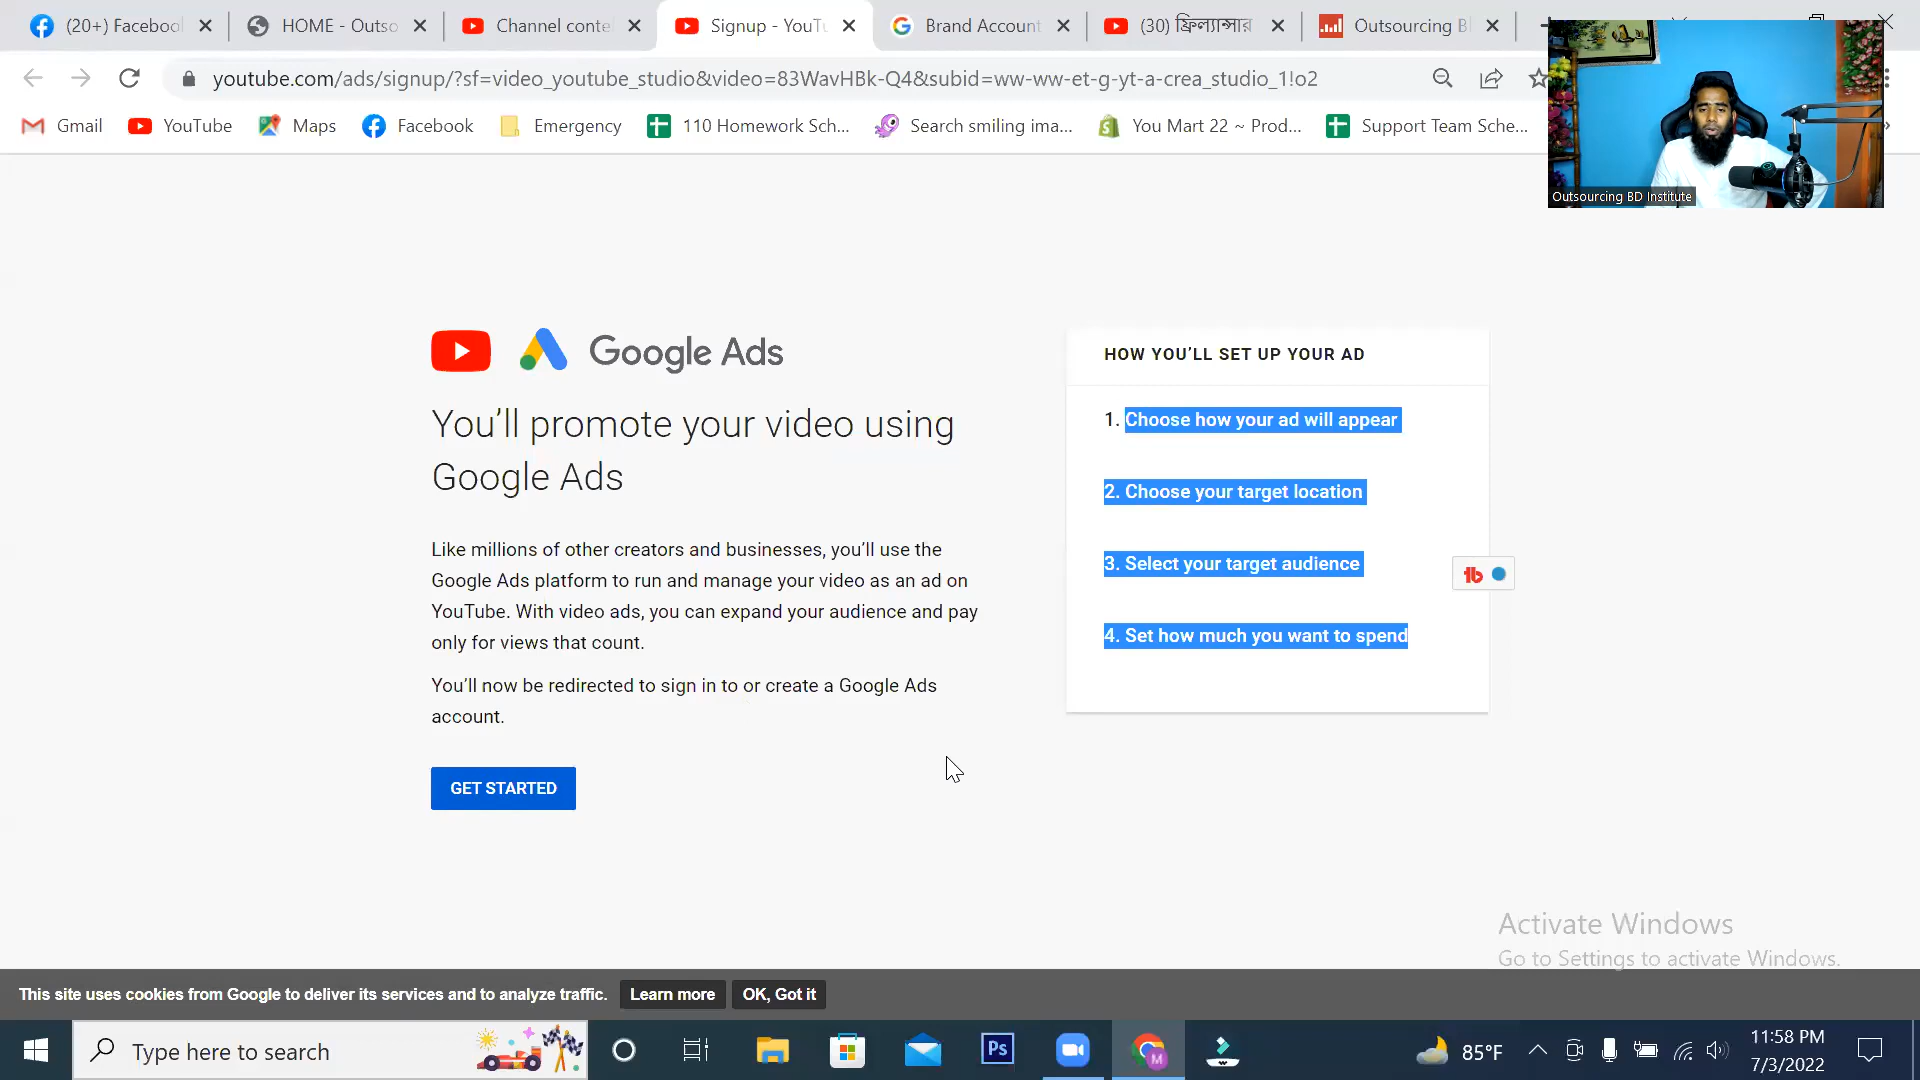 (20+) Facebook
HOME - Outso
Channel conte
Signup - YouTu
Brand Account
(30) ফ্রিল্যান্সার
Outsourcing B
youtube.com/ads/signup/?sf=video_youtube_studio&video=83WavHBk-Q4&subid=ww-ww-et-g-yt-a-crea_studio_1!o2
Gmail
YouTube
Maps
Facebook
Emergency
110 Homework Sch...
Search smiling ima...
You Mart 22 ~ Prod...
Support Team Sche...
Outsourcing BD Institute
Google Ads
You’ll promote your video using
Google Ads
Like millions of other creators and businesses, you’ll use the
Google Ads platform to run and manage your video as an ad on
YouTube. With video ads, you can expand your audience and pay
only for views that count.
You’ll now be redirected to sign in to or create a Google Ads
account.
GET STARTED
HOW YOU’LL SET UP YOUR AD
1. Choose how your ad will appear
2. Choose your target location
3. Select your target audience
4. Set how much you want to spend
Activate Windows
Go to Settings to activate Windows.
This site uses cookies from Google to deliver its services and to analyze traffic.
Learn more
OK, Got it
Type here to search
Ps
M
85°F
11:58 PM
7/3/2022